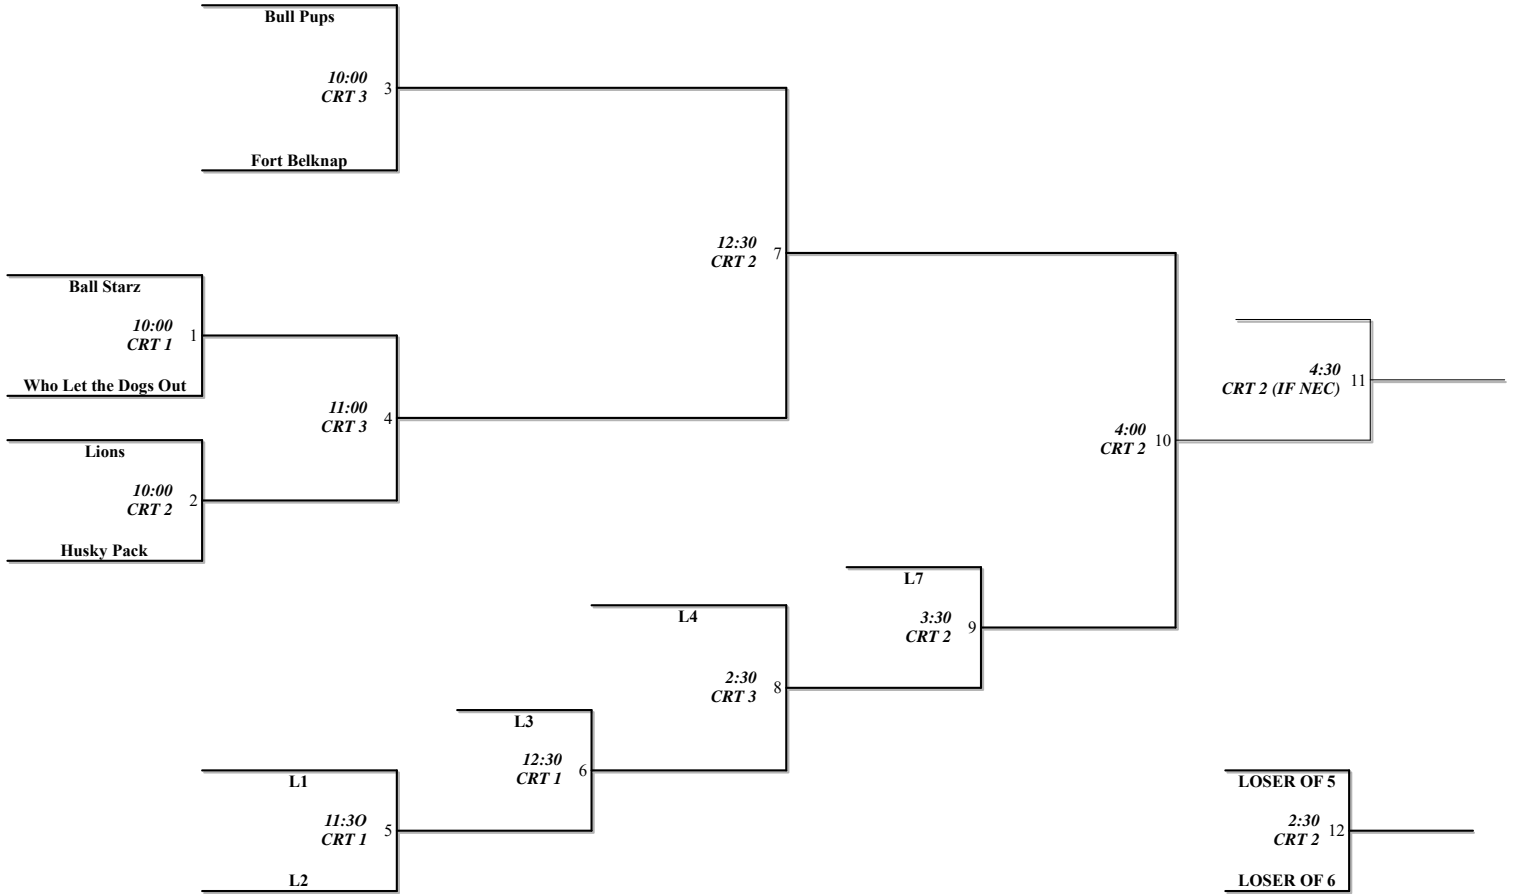 Bull Pups
10:00
CRT 3
3
Fort Belknap
12:30
CRT 2
7
Ball Starz
10:00
CRT 1
1
Who Let the Dogs Out
11:00
CRT 3
4
Lions
10:00
CRT 2
2
Husky Pack
4:30
CRT 2 (IF NEC)
11
4:00
CRT 2
10
L7
3:30
CRT 2
9
L4
2:30
CRT 3
8
L3
12:30
CRT 1
6
L1
11:3O
CRT 1
5
L2
LOSER OF 5
2:30
CRT 2
12
LOSER OF 6